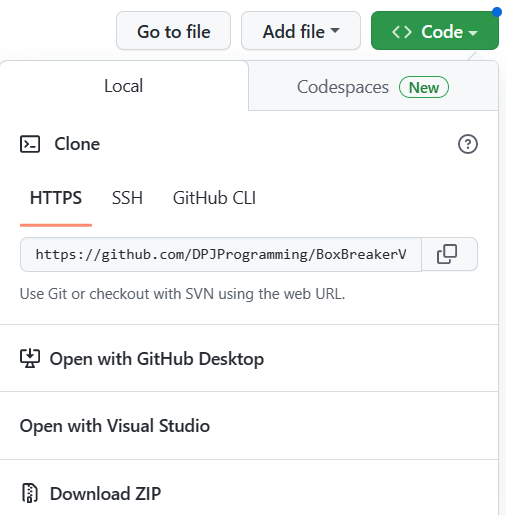 Go to file Add file <> Code
Local Codespaces New
Clone
HTTPS SSH GitHub CLI
https://github.com/DPJProgramming/BoxBreakerV
Use Git or checkout with SVN using the web URL.
Open with GitHub Desktop
Open with Visual Studio
Download ZIP